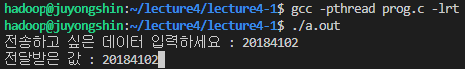 hadoop@juyongshin:~/lecture4/lecture4-1$ gcc -pthread prog.c -lrt
hadoop@juyongshin:~/lecture4/lecture4-1$ ./a.out
전송하고 싶은 데이터 입력하세요 : 20184102
전달받은 값 : 20184102